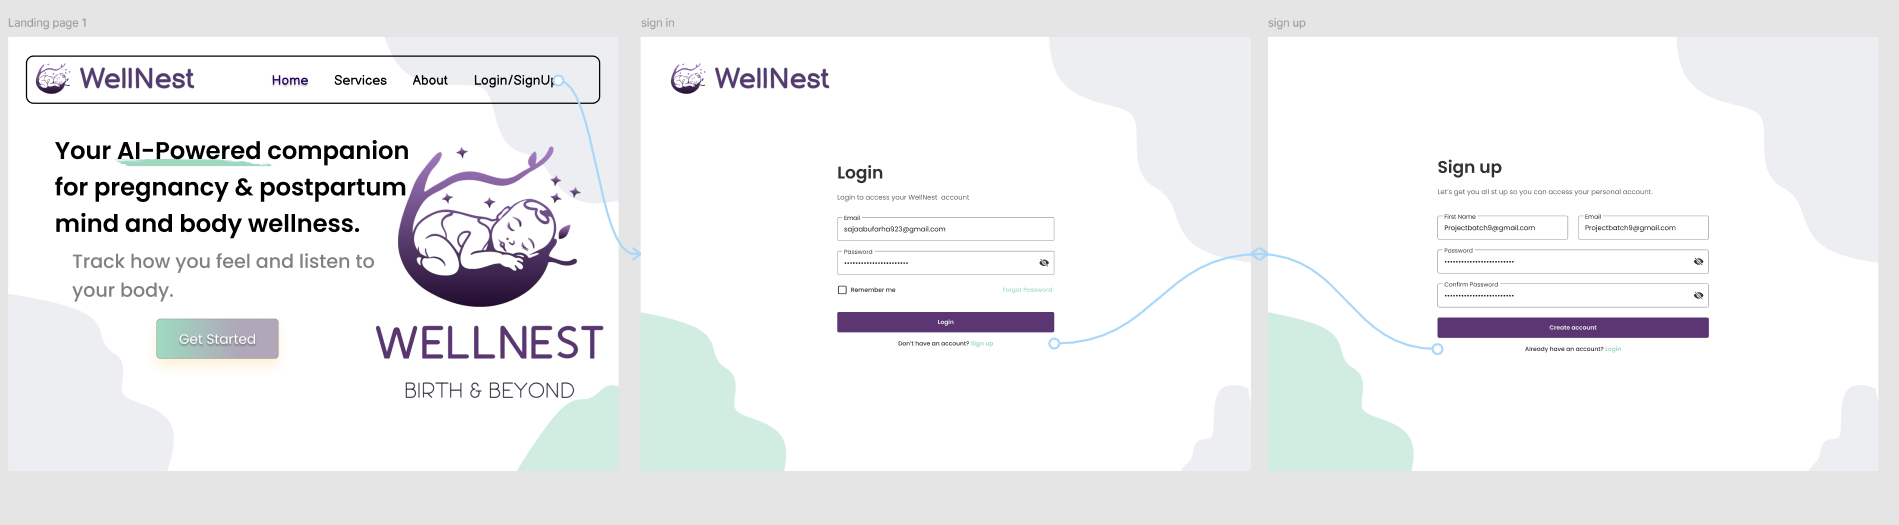 Landing page 1
WellNest
Home Services About Login/SignUp
Your AI-Powered companion
for pregnancy & postpartum
mind and body wellness.
Track how you feel and listen to
your body.
Get Started
WELLNEST
BIRTH & BEYOND
sign in
WellNest
Login
Login to access your WellNest account
Email
sajaabufarha923@gmail.com
Password
Remember me Forgot Password
Login
Don't have an account? Sign up
sign up
Sign up
Let's get you all st up so you can access your personal account.
First Name Email
Projectbatch9@gmail.com Projectbatch9@gmail.com
Password
Confirm Password
Create account
Already have an account? Login